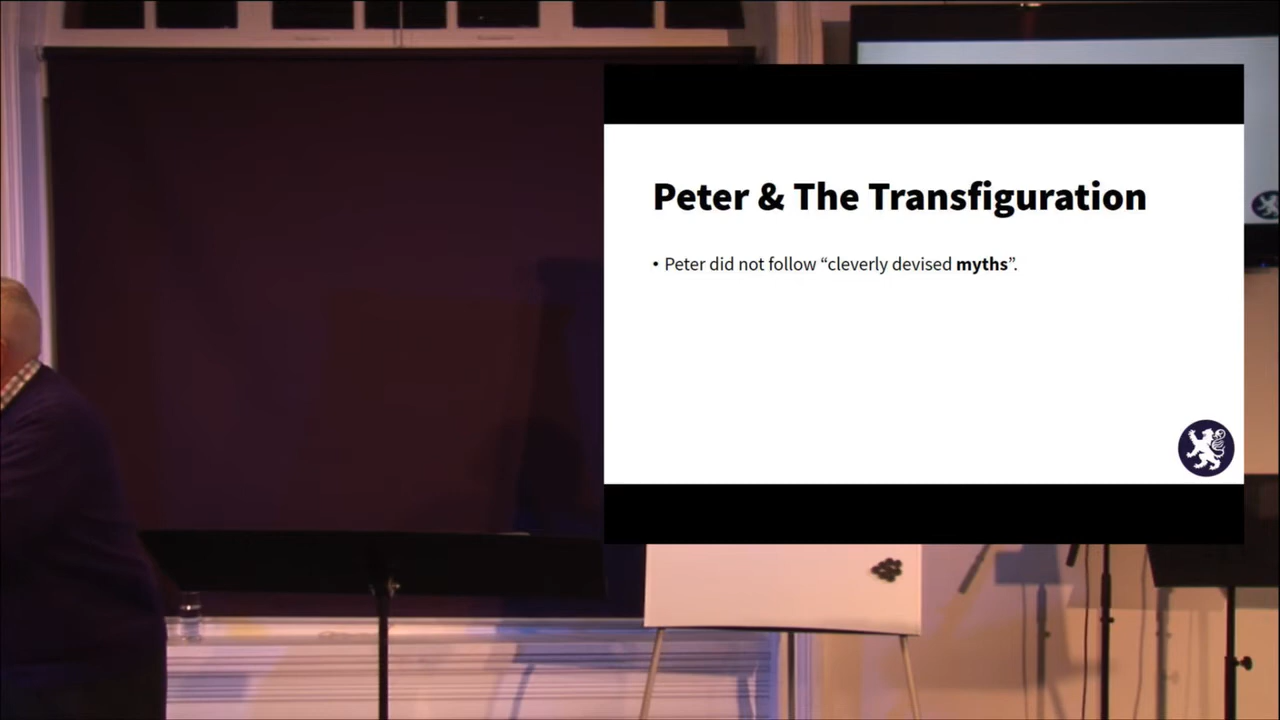 Peter & The Transfiguration
• Peter did not follow “cleverly devised myths”.